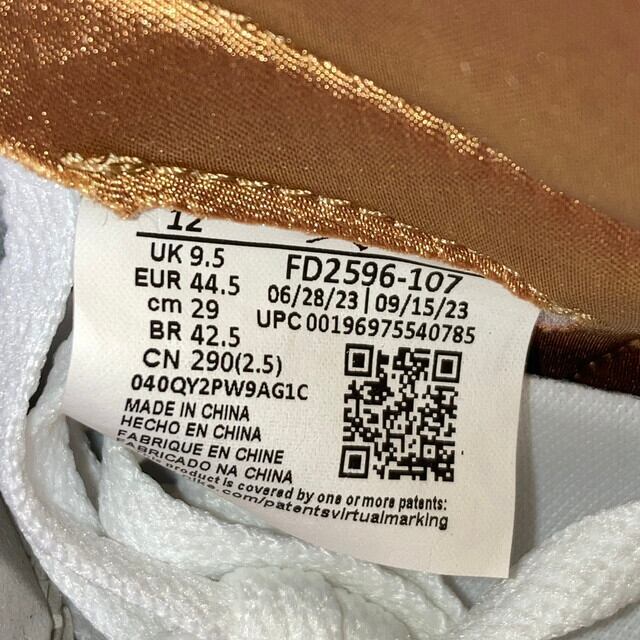 12
UK 9.5
EUR 44.5
cm 29
BR 42.5
CN 290(2.5)
FD2596-107
06/28/23 | 09/15/23
UPC 00196975540785
040QY2PW9AG1C
MADE IN CHINA
HECHO EN CHINA
FABRIQUE EN CHINE
FABRICADO NA CHINA
product is covered by one or more patents:
.com/patentsvirtualmarking